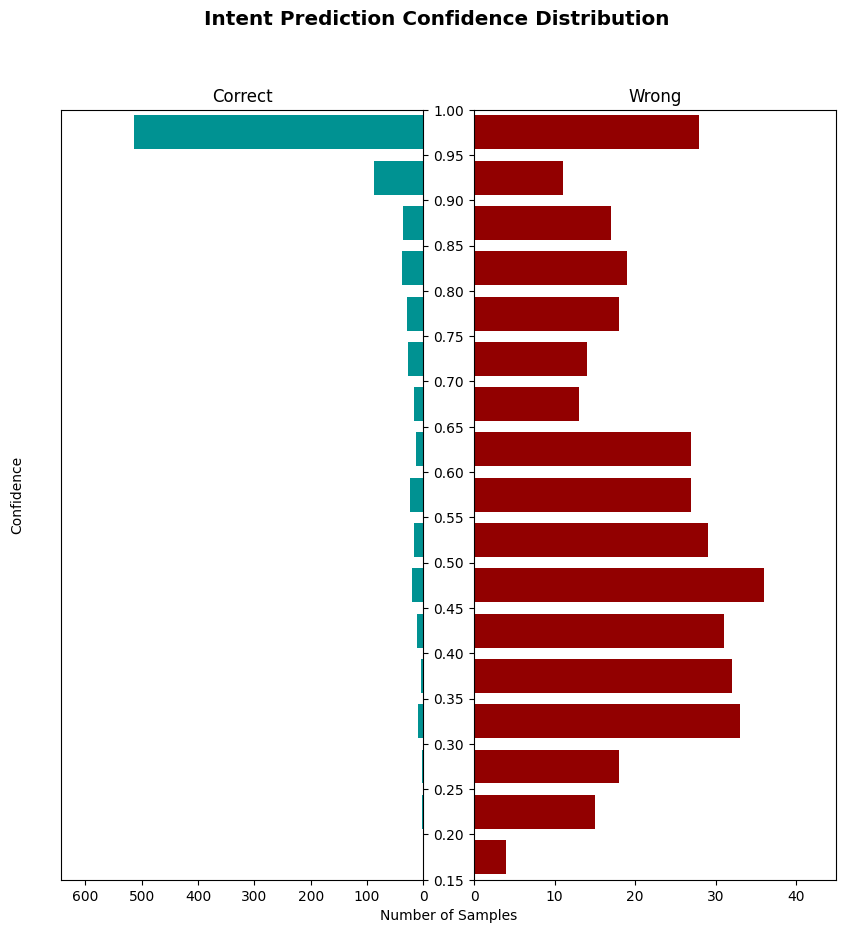 Intent Prediction Confidence Distribution
Correct
Wrong
1.00
0.95
0.90
0.85
0.80
0.75
0.70
0.65
0.60
0.55
0.50
0.45
0.40
0.35
0.30
0.25
0.20
0.15
Confidence
600 500 400 300 200 100 0
0 10 20 30 40
Number of Samples